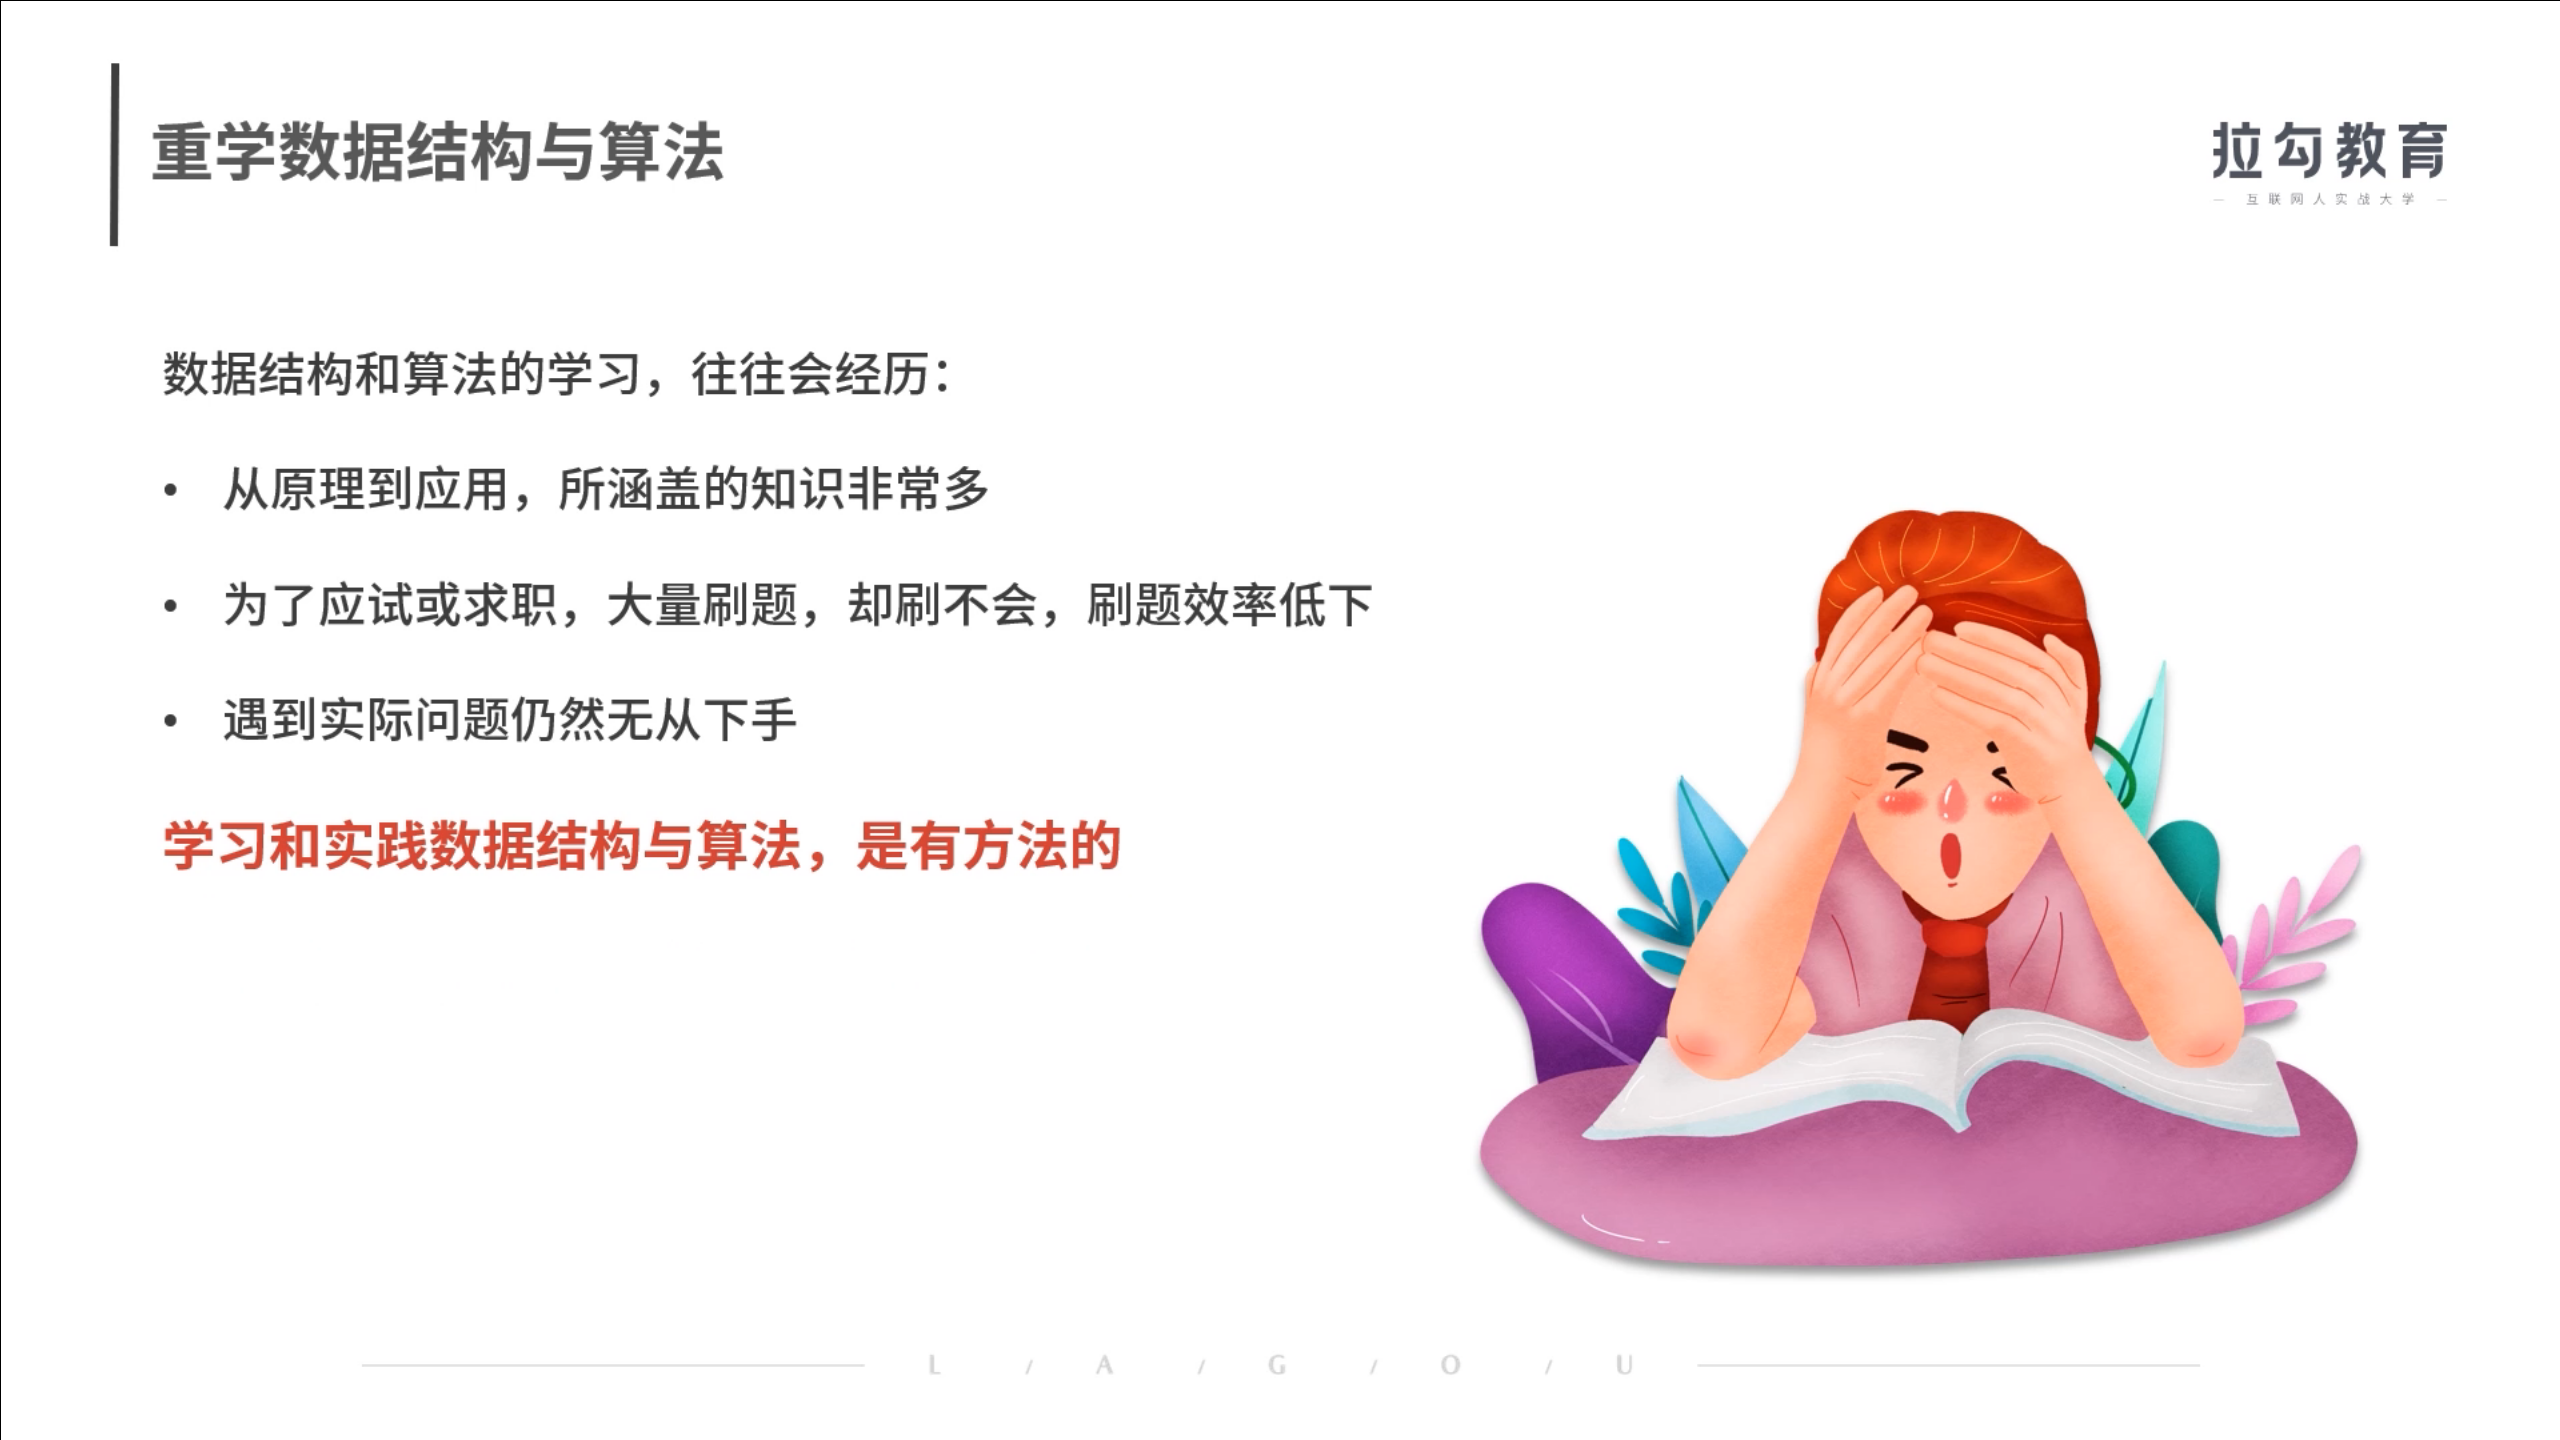 重学数据结构与算法
拉勾教育
— 互联网人实战大学 —
数据结构和算法的学习，往往会经历：
• 从原理到应用，所涵盖的知识非常多
• 为了应试或求职，大量刷题，却刷不会，刷题效率低下
• 遇到实际问题仍然无从下手
学习和实践数据结构与算法，是有方法的
L / A / G / O / U